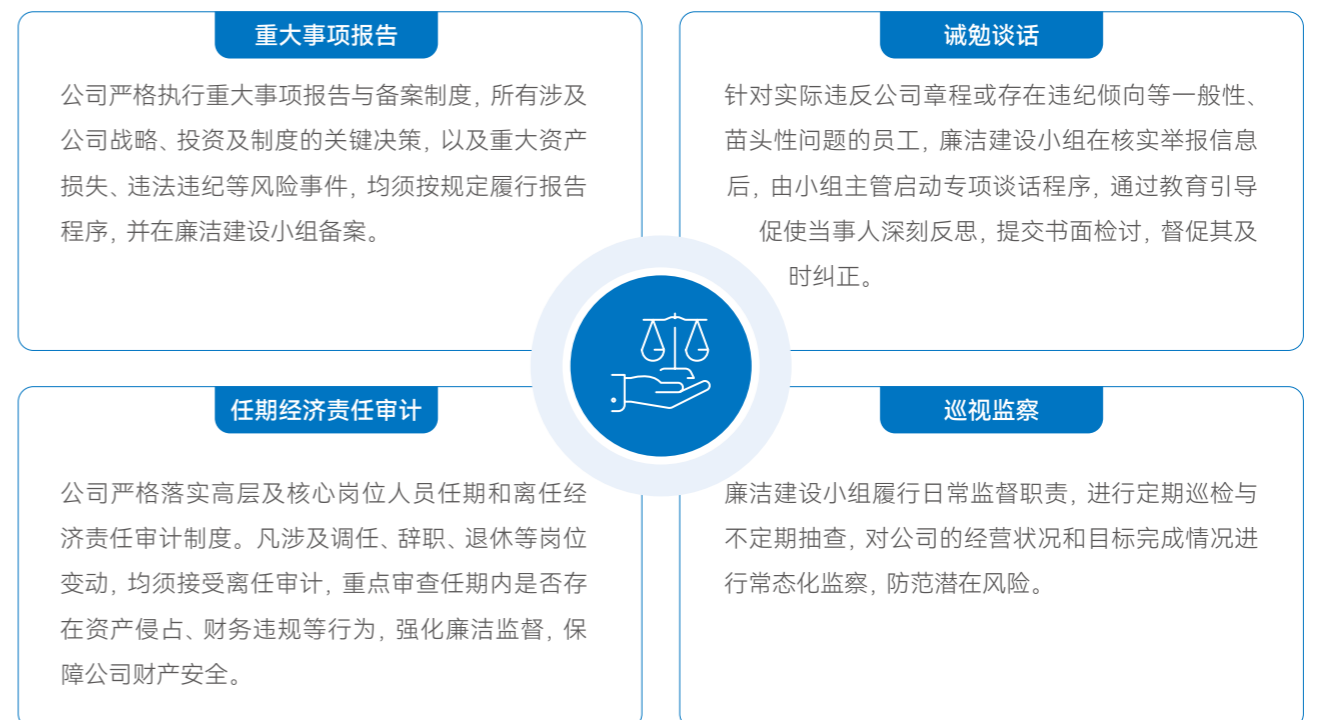 重大事项报告
公司严格执行重大事项报告与备案制度，所有涉及
公司战略、投资及制度的关键决策，以及重大资产
损失、违法违纪等风险事件，均须按规定履行报告
程序，并在廉洁建设小组备案。
诫勉谈话
针对实际违反公司章程或存在违纪倾向等一般性、
苗头性问题的员工，廉洁建设小组在核实举报信息
后，由小组主管启动专项谈话程序，通过教育引导
促使当事人深刻反思，提交书面检讨，督促其及
时纠正。
任期经济责任审计
公司严格落实高层及核心岗位人员任期和离任经
济责任审计制度。凡涉及调任、辞职、退休等岗位
变动，均须接受离任审计，重点审查任期内是否存
在资产侵占、财务违规等行为，强化廉洁监督，保
障公司财产安全。
巡视监察
廉洁建设小组履行日常监督职责，进行定期巡检与
不定期抽查，对公司的经营状况和目标完成情况进
行常态化监察，防范潜在风险。